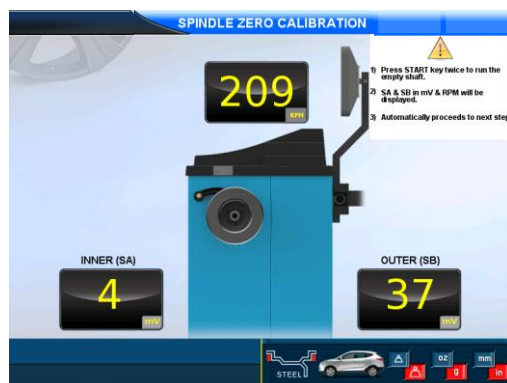 SPINDLE ZERO CALIBRATION
209
RPM
1) Press START key twice to run the
empty shaft.
2) SA & SB in mV & RPM will be
displayed.
3) Automatically proceeds to next step
INNER (SA)
4
mV
OUTER (SB)
37
mV
STEEL
oz
g
mm
in